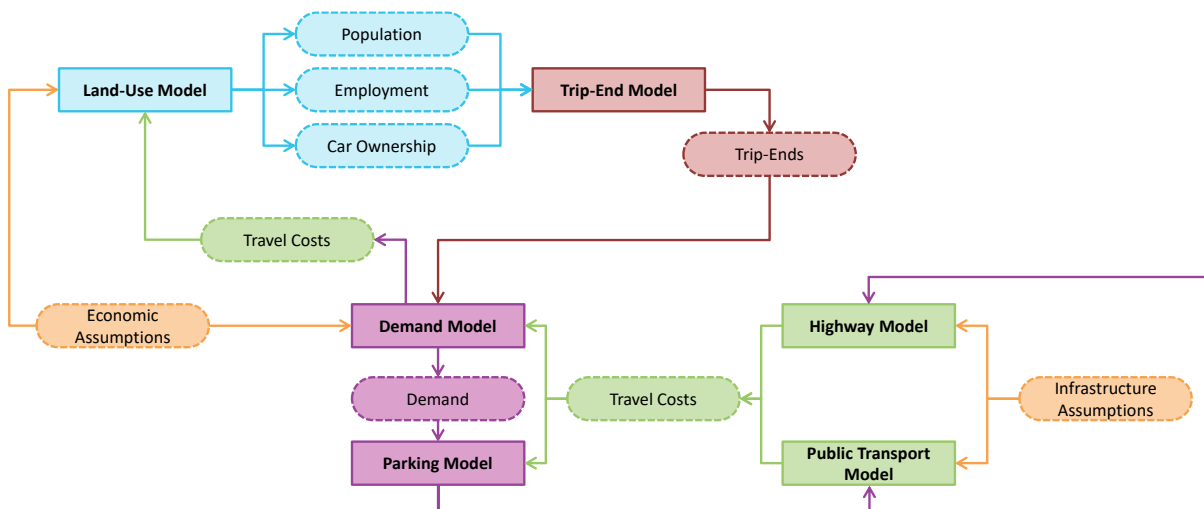 Population
Land-Use Model
Employment
Trip-End Model
Car Ownership
Trip-Ends
Travel Costs
Economic
Assumptions
Demand Model
Highway Model
Demand
Travel Costs
Infrastructure
Assumptions
Parking Model
Public Transport
Model